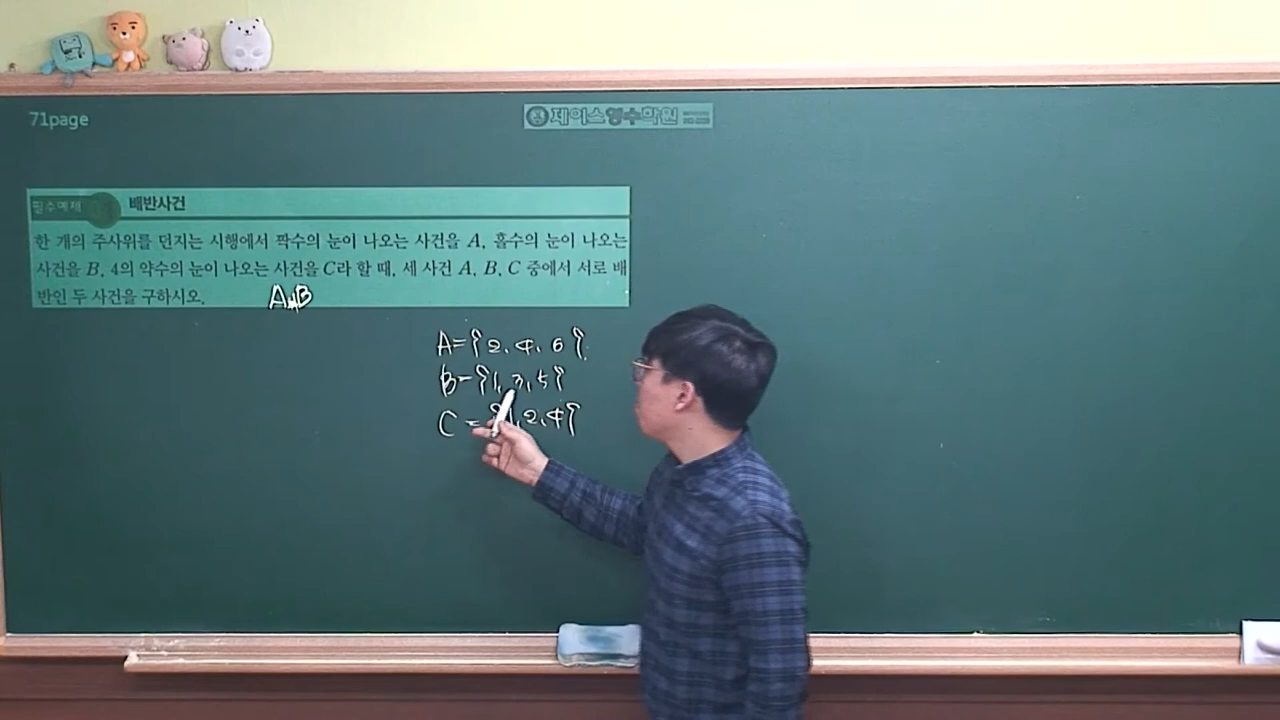 71page
제이스영수학원
필수예제 배반사건
한 개의 주사위를 던지는 시행에서 짝수의 눈이 나오는 사건을 A, 홀수의 눈이 나오는
사건을 B, 4의 약수의 눈이 나오는 사건을 C라 할 때, 세 사건 A, B, C 중에서 서로 배
반인 두 사건을 구하시오.
A와B
A={2, 4, 6}
B={1, 3, 5}
C={1, 2, 4}